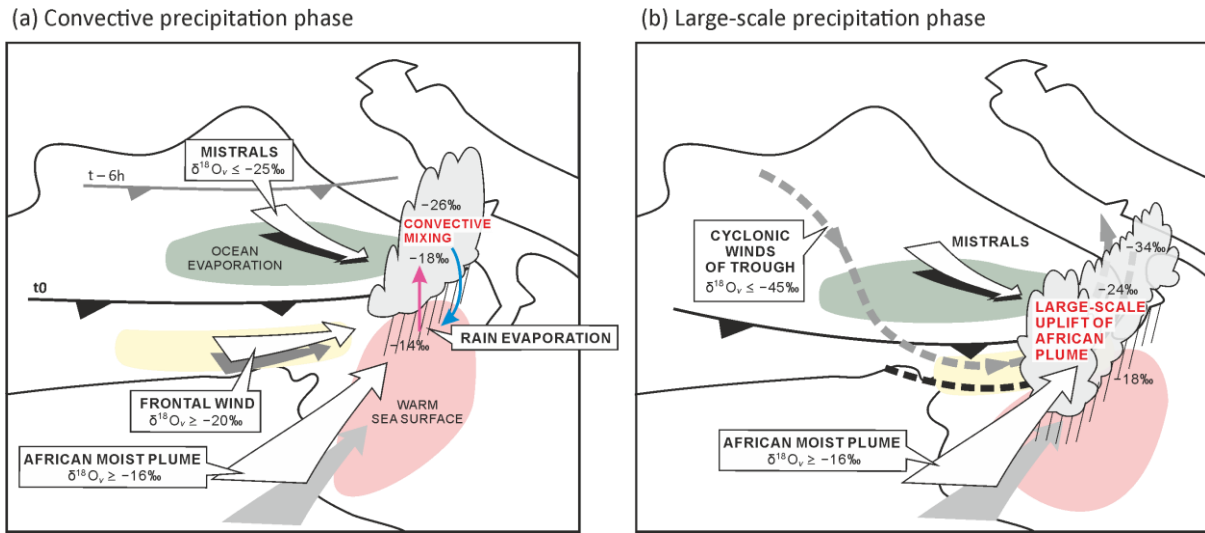 (a) Convective precipitation phase
MISTRALS
δ¹⁸Oᵥ ≤ −25‰
t – 6h
−26‰
CONVECTIVE
MIXING
OCEAN
EVAPORATION
−18‰
t0
RAIN EVAPORATION
−14‰
FRONTAL WIND
δ¹⁸Oᵥ ≥ −20‰
WARM
SEA SURFACE
AFRICAN MOIST PLUME
δ¹⁸Oᵥ ≥ −16‰
(b) Large-scale precipitation phase
CYCLONIC
WINDS
OF TROUGH
δ¹⁸Oᵥ ≤ −45‰
MISTRALS
−34‰
−24‰
LARGE-SCALE
UPLIFT OF
AFRICAN
PLUME
−18‰
AFRICAN MOIST PLUME
δ¹⁸Oᵥ ≥ −16‰